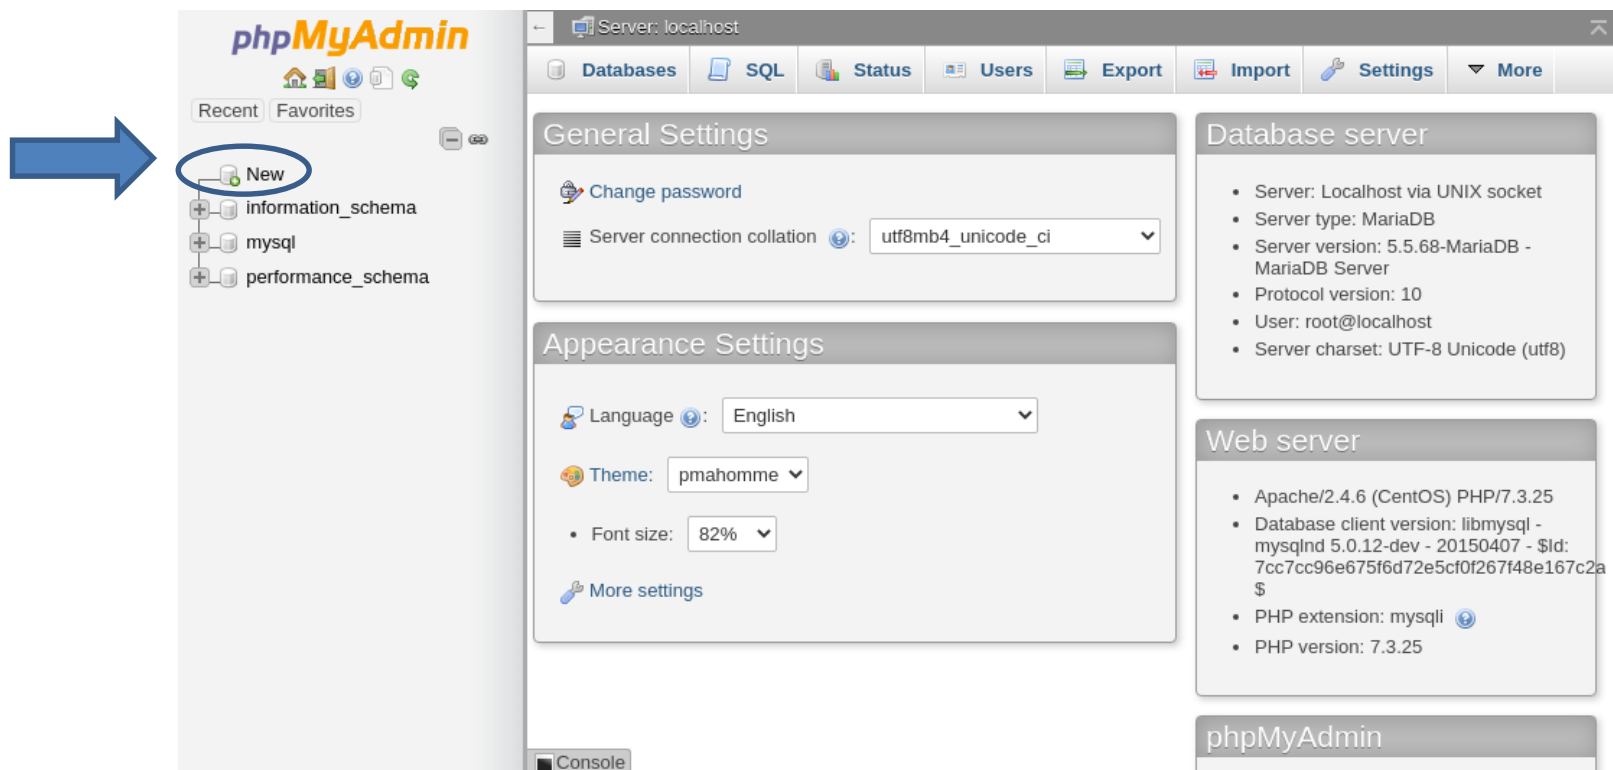 phpMyAdmin
Recent Favorites
New
information_schema
mysql
performance_schema
← Server: localhost
Databases SQL Status Users Export Import Settings More
General Settings
Change password
Server connection collation : utf8mb4_unicode_ci
Appearance Settings
Language : English
Theme: pmahomme
• Font size: 82%
More settings
Console
Database server
• Server: Localhost via UNIX socket
• Server type: MariaDB
• Server version: 5.5.68-MariaDB -
MariaDB Server
• Protocol version: 10
• User: root@localhost
• Server charset: UTF-8 Unicode (utf8)
Web server
• Apache/2.4.6 (CentOS) PHP/7.3.25
• Database client version: libmysql -
mysqlnd 5.0.12-dev - 20150407 - $Id:
7cc7cc96e675f6d72e5cf0f267f48e167c2a
$
• PHP extension: mysqli
• PHP version: 7.3.25
phpMyAdmin